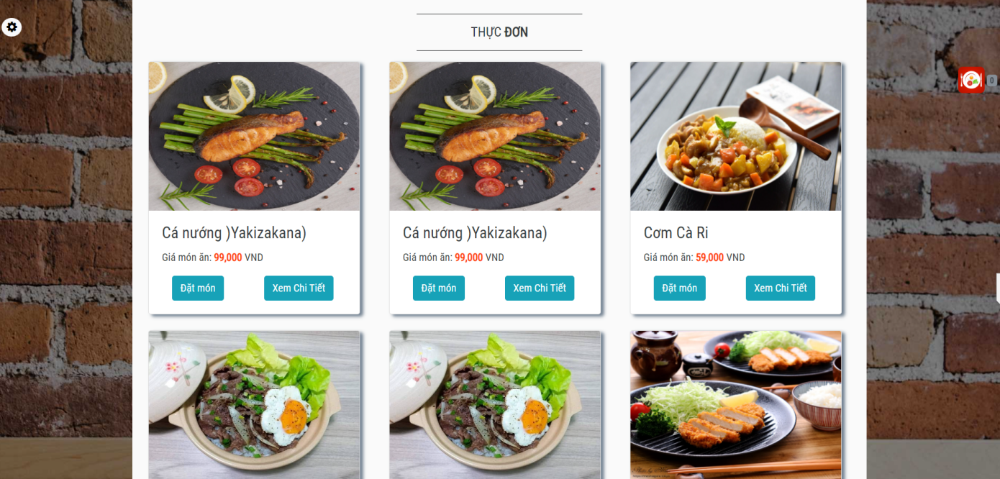 THỰC ĐƠN
0
Cá nướng )Yakizakana)
Giá món ăn: 99,000 VND
Đặt món
Xem Chi Tiết
Cá nướng )Yakizakana)
Giá món ăn: 99,000 VND
Đặt món
Xem Chi Tiết
Cơm Cà Ri
Giá món ăn: 59,000 VND
Đặt món
Xem Chi Tiết